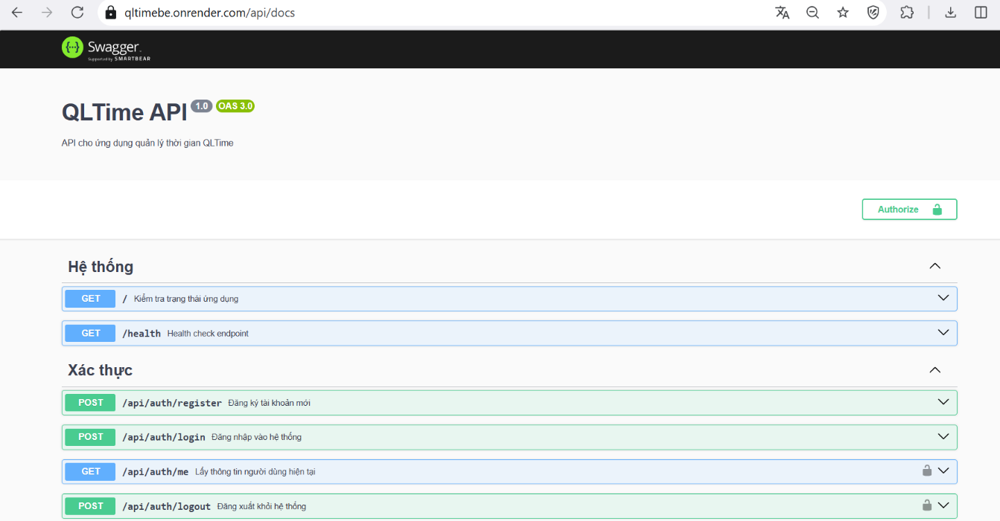 qltimebe.onrender.com/api/docs
Swagger.
Supported by SMARTBEAR
QLTime API 1.0 OAS 3.0
API cho ứng dụng quản lý thời gian QLTime
Authorize
Hệ thống
GET / Kiểm tra trạng thái ứng dụng
GET /health Health check endpoint
Xác thực
POST /api/auth/register Đăng ký tài khoản mới
POST /api/auth/login Đăng nhập vào hệ thống
GET /api/auth/me Lấy thông tin người dùng hiện tại
POST /api/auth/logout Đăng xuất khỏi hệ thống